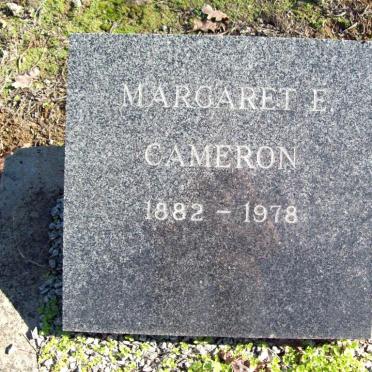 MARGARET E
CAMERON
1882 - 1978